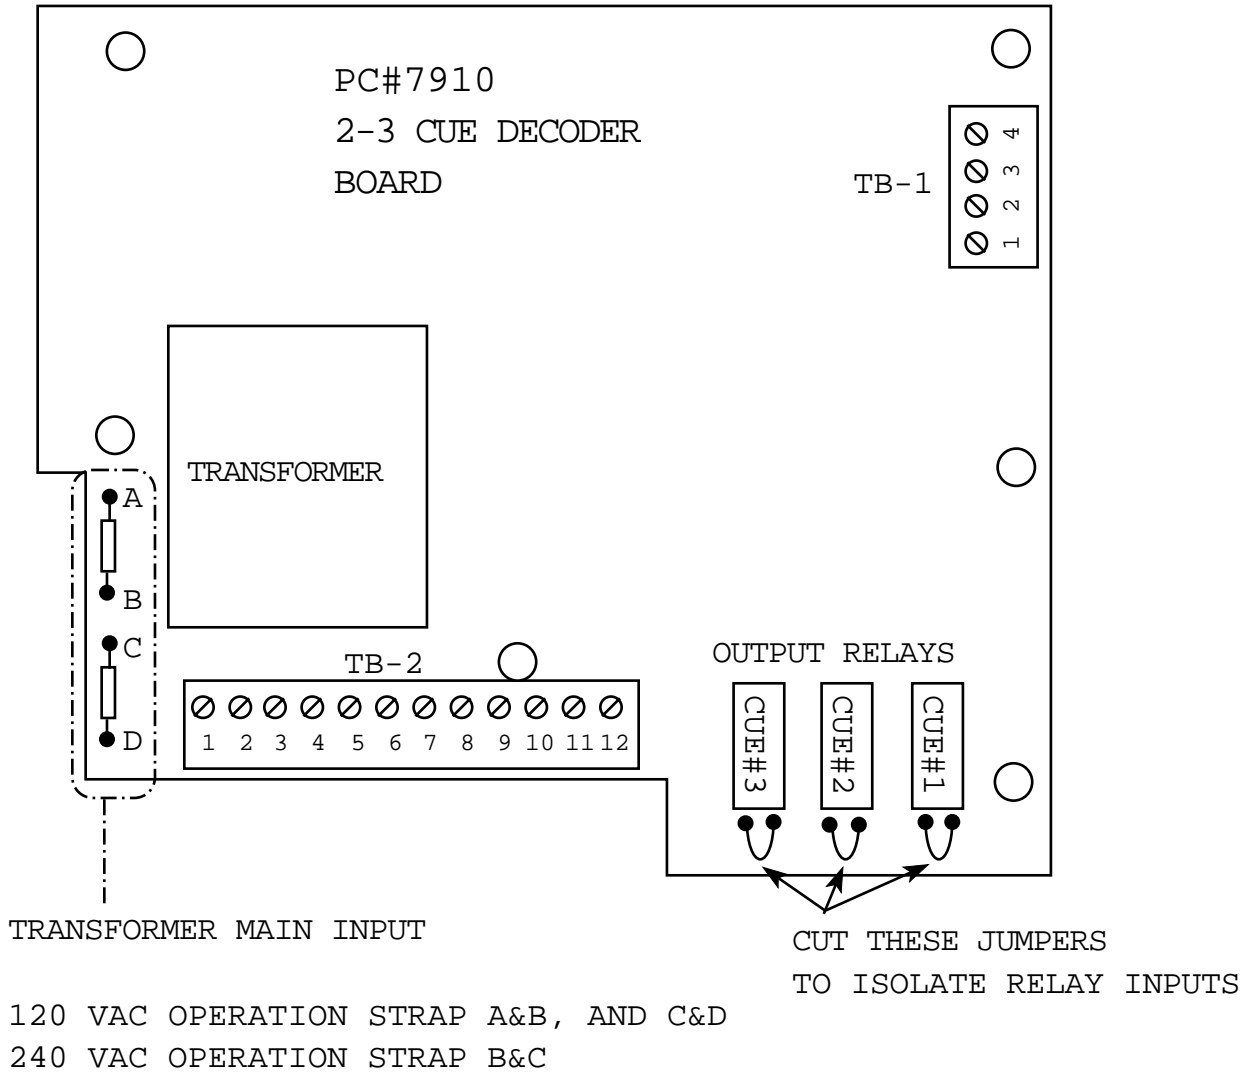 PC#7910
2-3 CUE DECODER
BOARD
TB-1
4
3
2
1
TRANSFORMER
A
B
C
D
TB-2
1 2 3 4 5 6 7 8 9 10 11 12
OUTPUT RELAYS
CUE#3
CUE#2
CUE#1
TRANSFORMER MAIN INPUT
CUT THESE JUMPERS
TO ISOLATE RELAY INPUTS
120 VAC OPERATION STRAP A&B, AND C&D
240 VAC OPERATION STRAP B&C